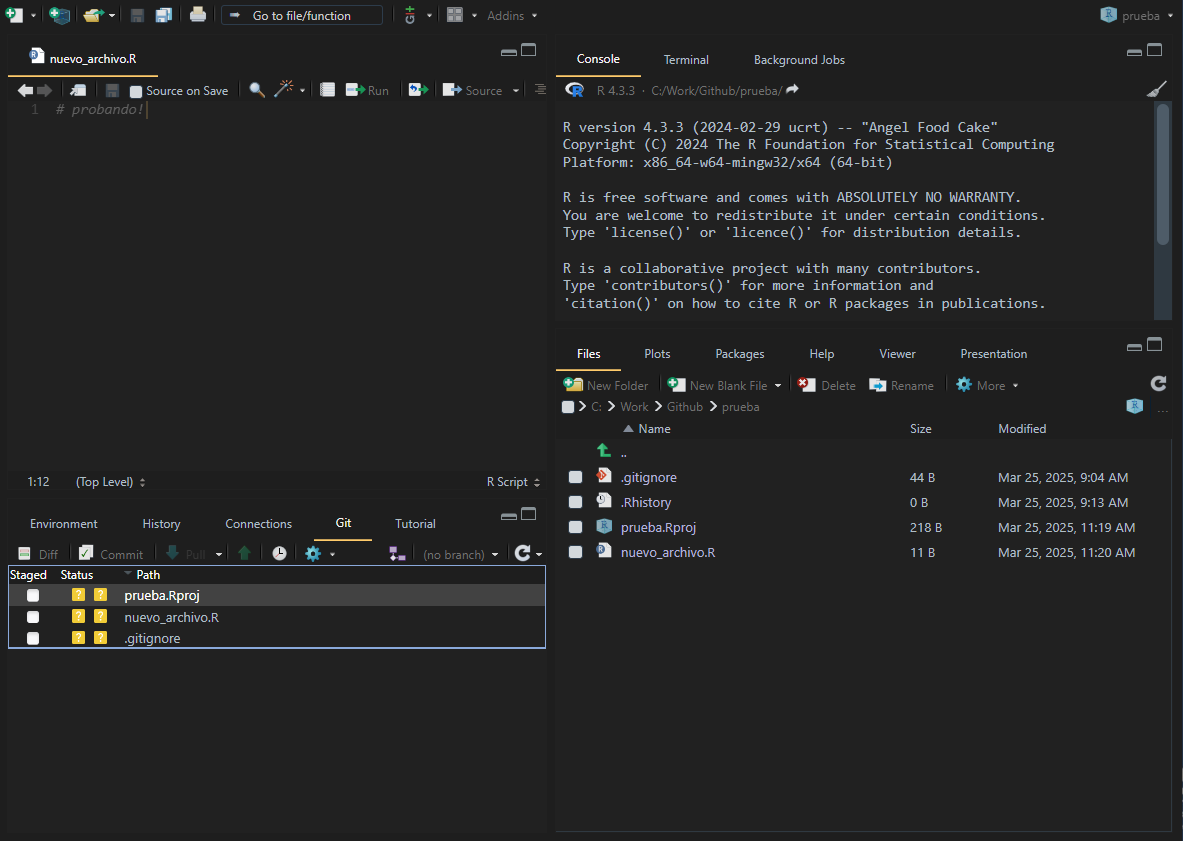 Go to file/function
Addins
prueba
nuevo_archivo.R
Source on Save
Run
Source
1 # probando!
1:12 (Top Level) R Script
Environment History Connections Git Tutorial
Diff Commit Pull (no branch)
Staged Status Path
prueba.Rproj
nuevo_archivo.R
.gitignore
Console Terminal Background Jobs
R 4.3.3 · C:/Work/Github/prueba/
R version 4.3.3 (2024-02-29 ucrt) -- "Angel Food Cake"
Copyright (C) 2024 The R Foundation for Statistical Computing
Platform: x86_64-w64-mingw32/x64 (64-bit)
R is free software and comes with ABSOLUTELY NO WARRANTY.
You are welcome to redistribute it under certain conditions.
Type 'license()' or 'licence()' for distribution details.
R is a collaborative project with many contributors.
Type 'contributors()' for more information and
'citation()' on how to cite R or R packages in publications.
Files Plots Packages Help Viewer Presentation
New Folder New Blank File Delete Rename More
C: Work Github prueba ...
Name Size Modified
..
.gitignore 44 B Mar 25, 2025, 9:04 AM
.Rhistory 0 B Mar 25, 2025, 9:13 AM
prueba.Rproj 218 B Mar 25, 2025, 11:19 AM
nuevo_archivo.R 11 B Mar 25, 2025, 11:20 AM